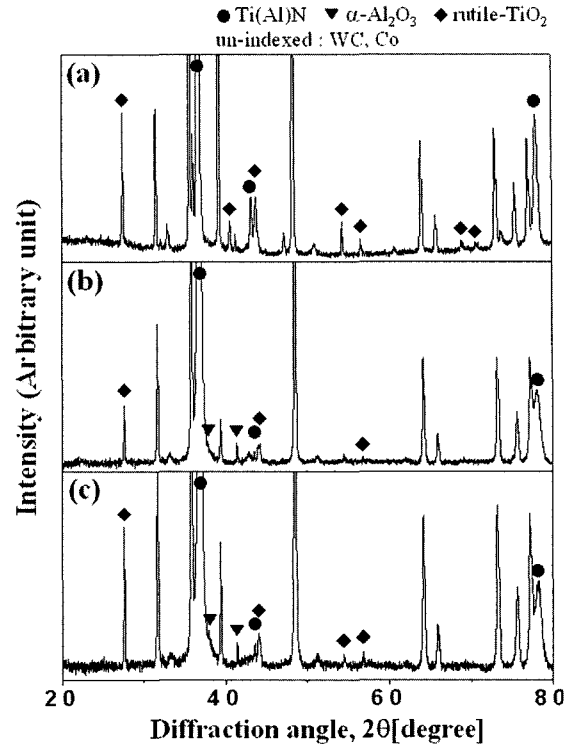 ● Ti(Al)N ▼ α-Al₂O₃ ◆ rutile-TiO₂
un-indexed : WC, Co
(a)
(b)
(c)
Intensity (Arbitrary unit)
20 40 60 80
Diffraction angle, 2θ[degree]